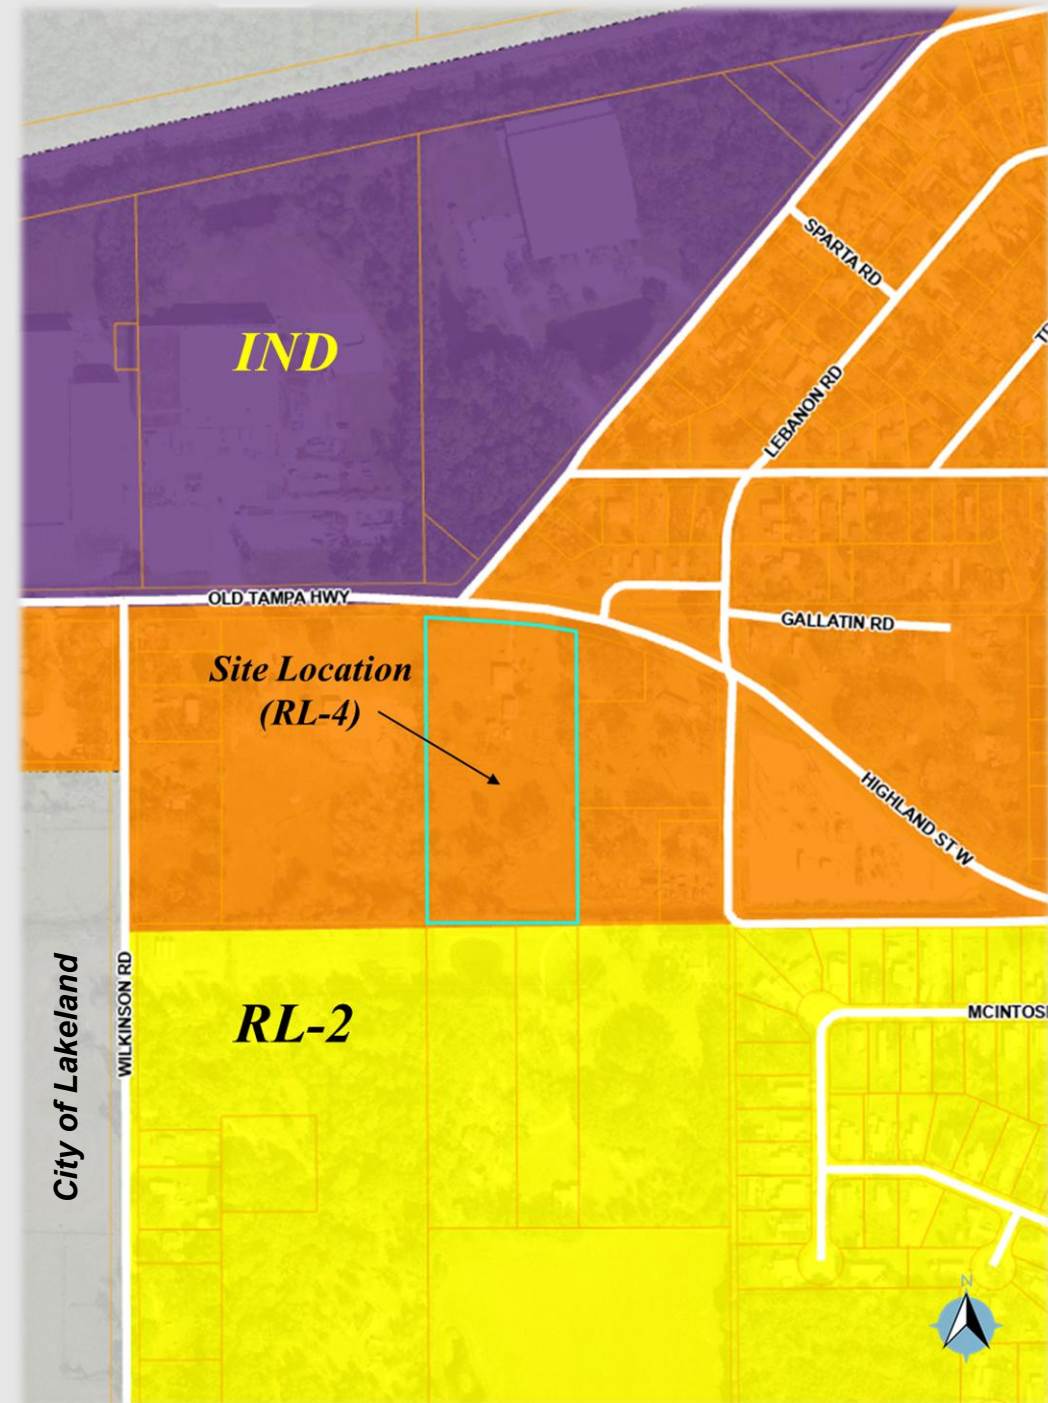 SPARTA RD
IND
LEBANON RD
OLD TAMPA HWY
GALLATIN RD
Site Location
(RL-4)
HIGHLAND ST W
City of Lakeland
WILKINSON RD
RL-2
MCINTOS
N